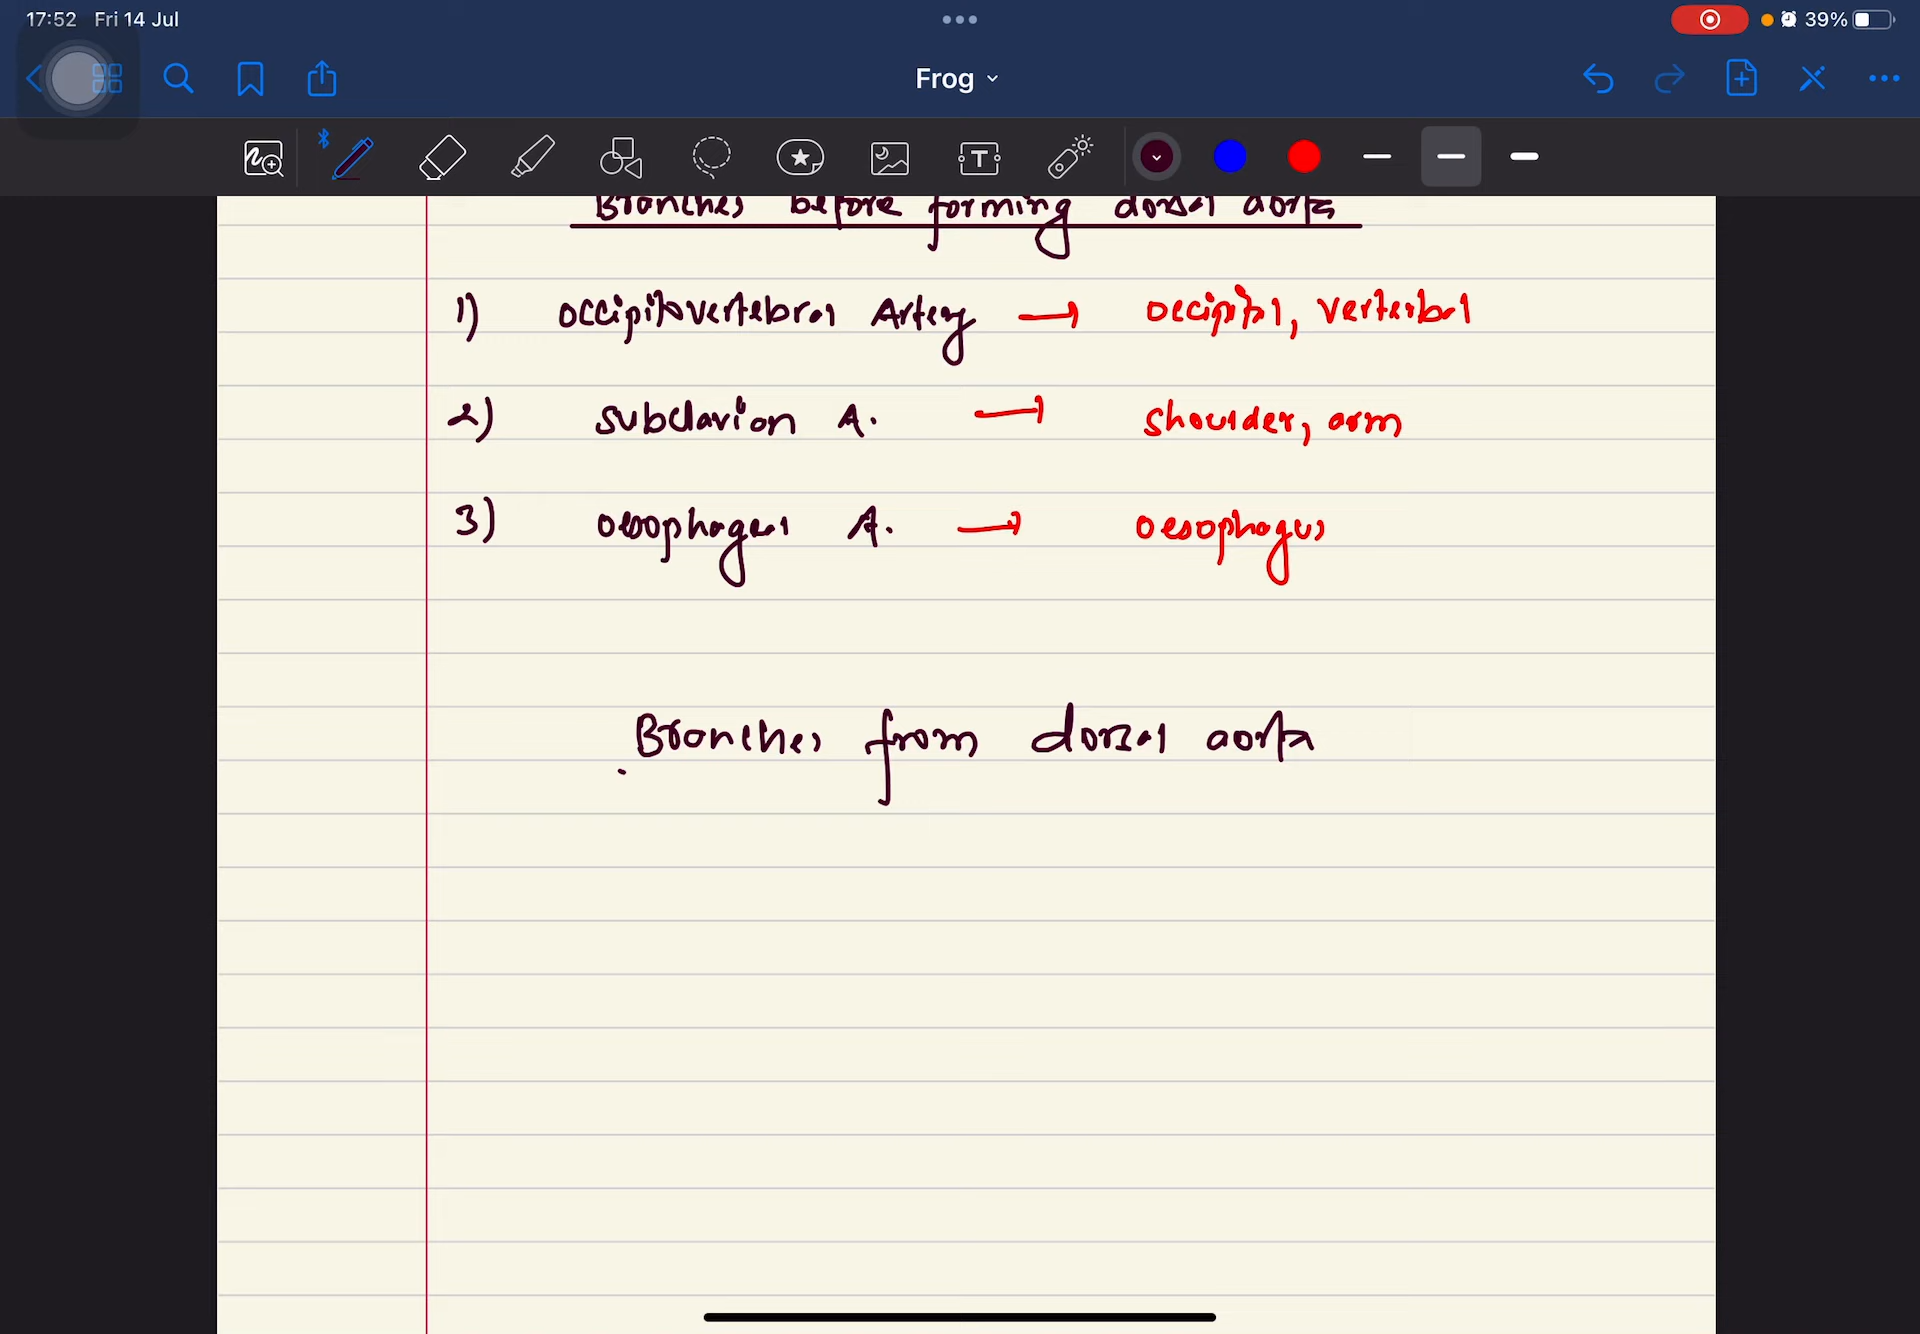 17:52 Fri 14 Jul
39%
Frog
T
Branches before forming dorsal aorta
1) occipitovertebral Artery → occipital, vertebral
2) subclavian A. → shoulder, arm
3) oesophageal A. → oesophagus
Branches from dorsal aorta